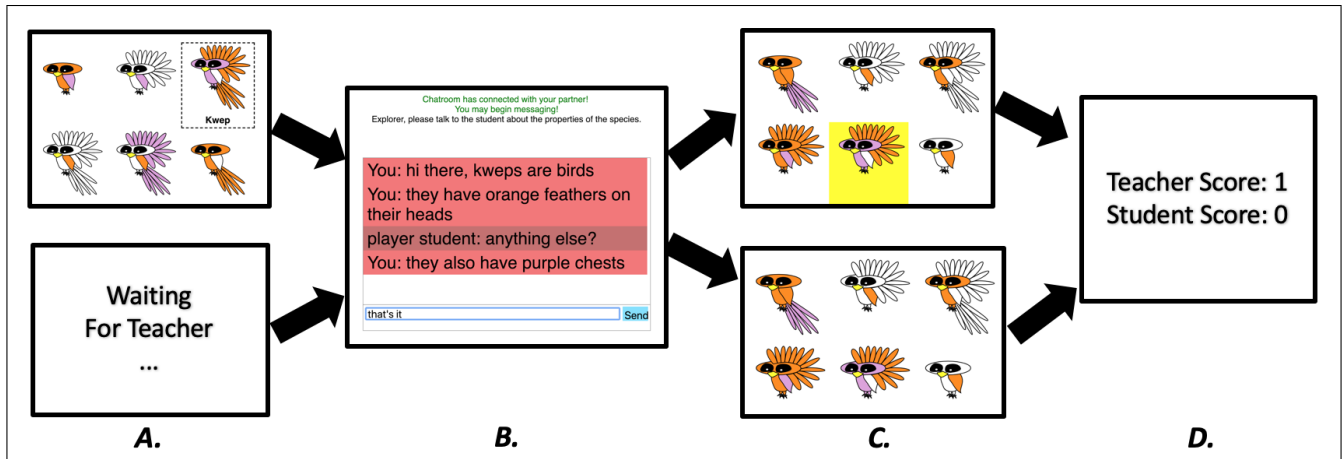 Kwep
Waiting
For Teacher
...
A.
Chatroom has connected with your partner!
You may begin messaging!
Explorer, please talk to the student about the properties of the species.
You: hi there, kweps are birds
You: they have orange feathers on
their heads
player student: anything else?
You: they also have purple chests
that's it
Send
B.
C.
Teacher Score: 1
Student Score: 0
D.